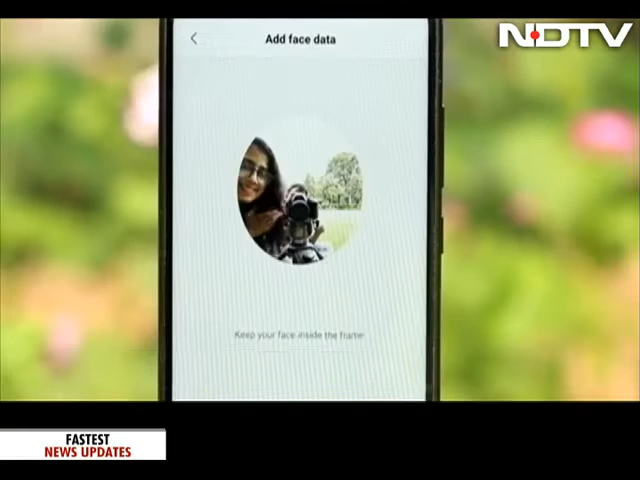 Add face data
NDTV
Keep your face inside the frame
FASTEST
NEWS UPDATES